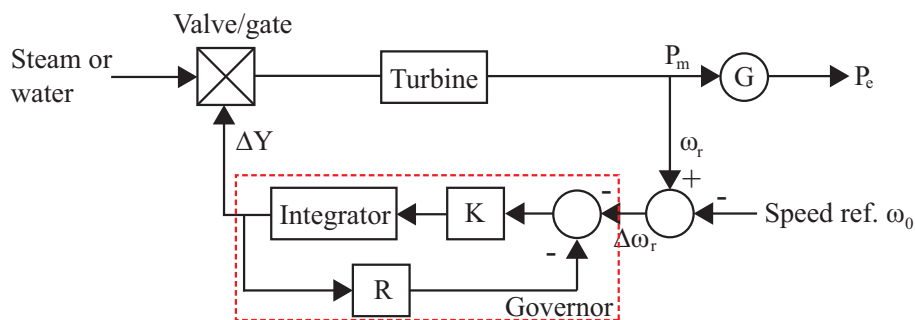 Valve/gate
Steam or
water
Turbine
P_m
G
P_e
ΔY
ω_r
+
-
Speed ref. ω_0
Integrator
K
-
Δω_r
-
R
Governor